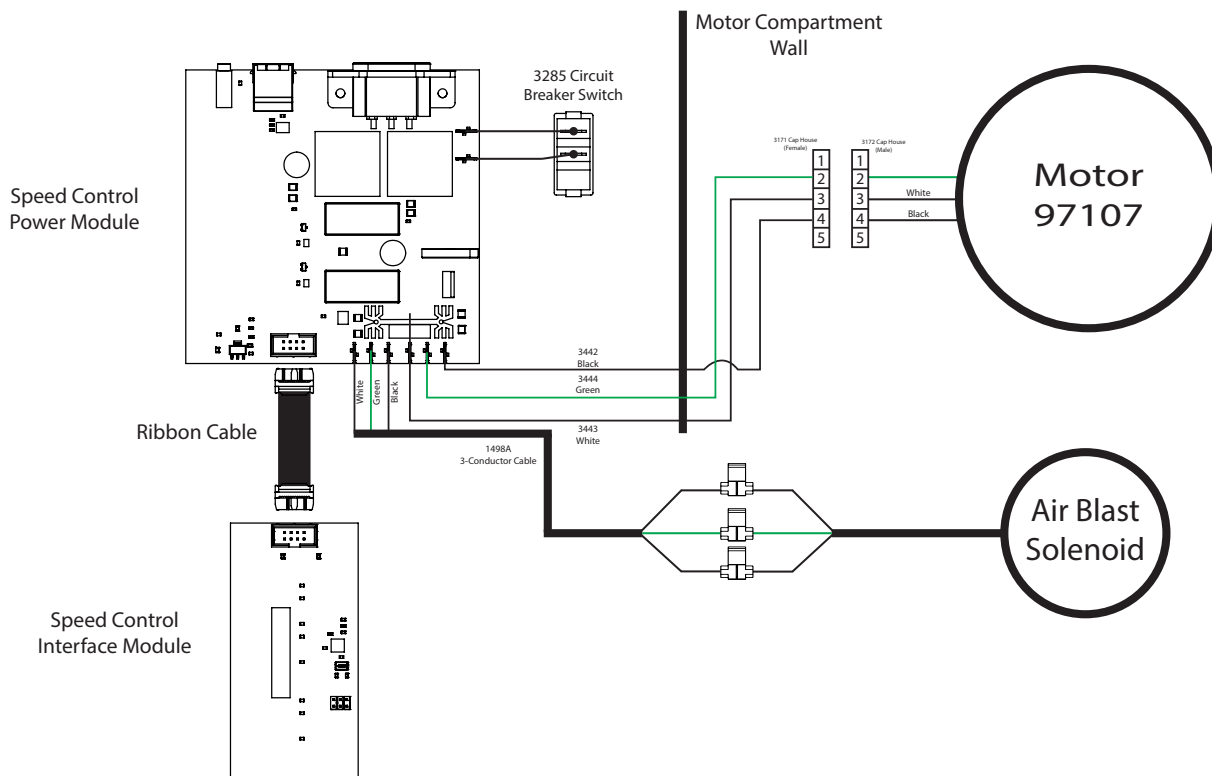 Motor Compartment
Wall
3285 Circuit
Breaker Switch
Speed Control
Power Module
3171 Cap House
(Female)
3172 Cap House
(Male)
1
2
3
4
5
1
2
3
4
5
White
Black
Motor
97107
3442
Black
3444
Green
3443
White
White
Green
Black
1498A
3-Conductor Cable
Ribbon Cable
Air Blast
Solenoid
Speed Control
Interface Module